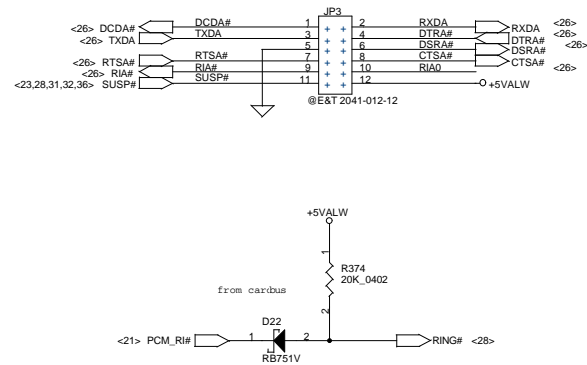 JP3
<26> DCDA# DCDA# 1 2 RXDA RXDA <26>
<26> TXDA TXDA 3 4 DTRA# DTRA# <26>
5 6 DSRA# DSRA# <26>
<26> RTSA# RTSA# 7 8 CTSA# CTSA# <26>
<26> RIA# RIA# 9 10 RIA0
<23,28,31,32,36> SUSP# SUSP# 11 12 +5VALW
@E&T 2041-012-12
+5VALW
1
R374
20K_0402
from cardbus
2
D22
<21> PCM_RI# 1 2 RING# <28>
RB751V